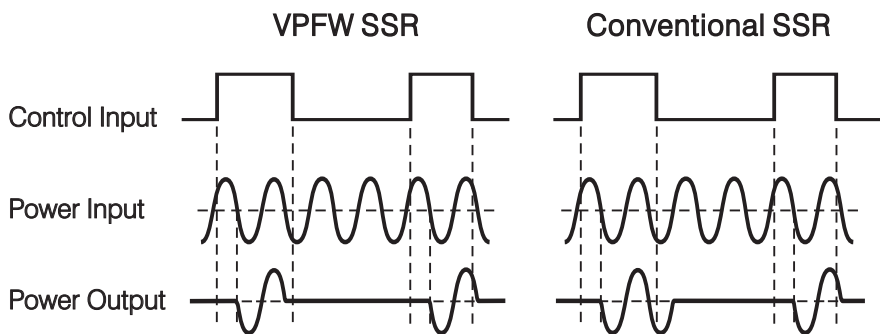 VPFW SSR
Conventional SSR
Control Input
Power Input
Power Output